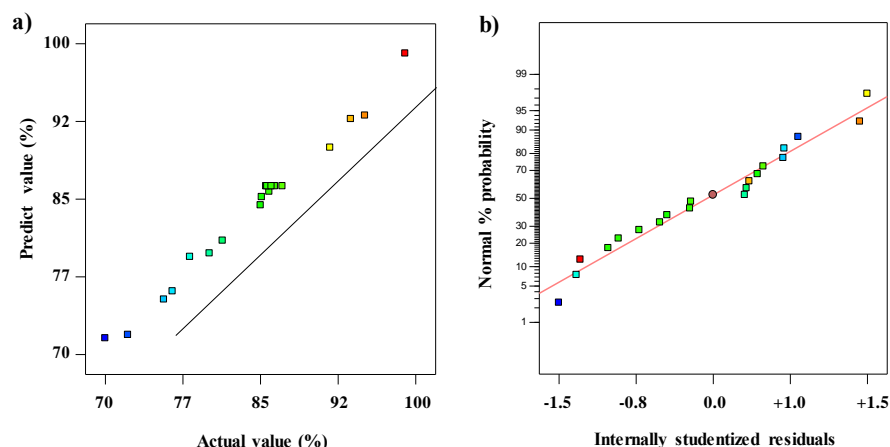 a)
100
92
85
77
70
Predict value (%)
70 77 85 92 100
Actual value (%)
b)
99
95
90
80
70
50
30
20
10
5
1
Normal % probability
-1.5 -0.8 0.0 +1.0 +1.5
Internally studentized residuals